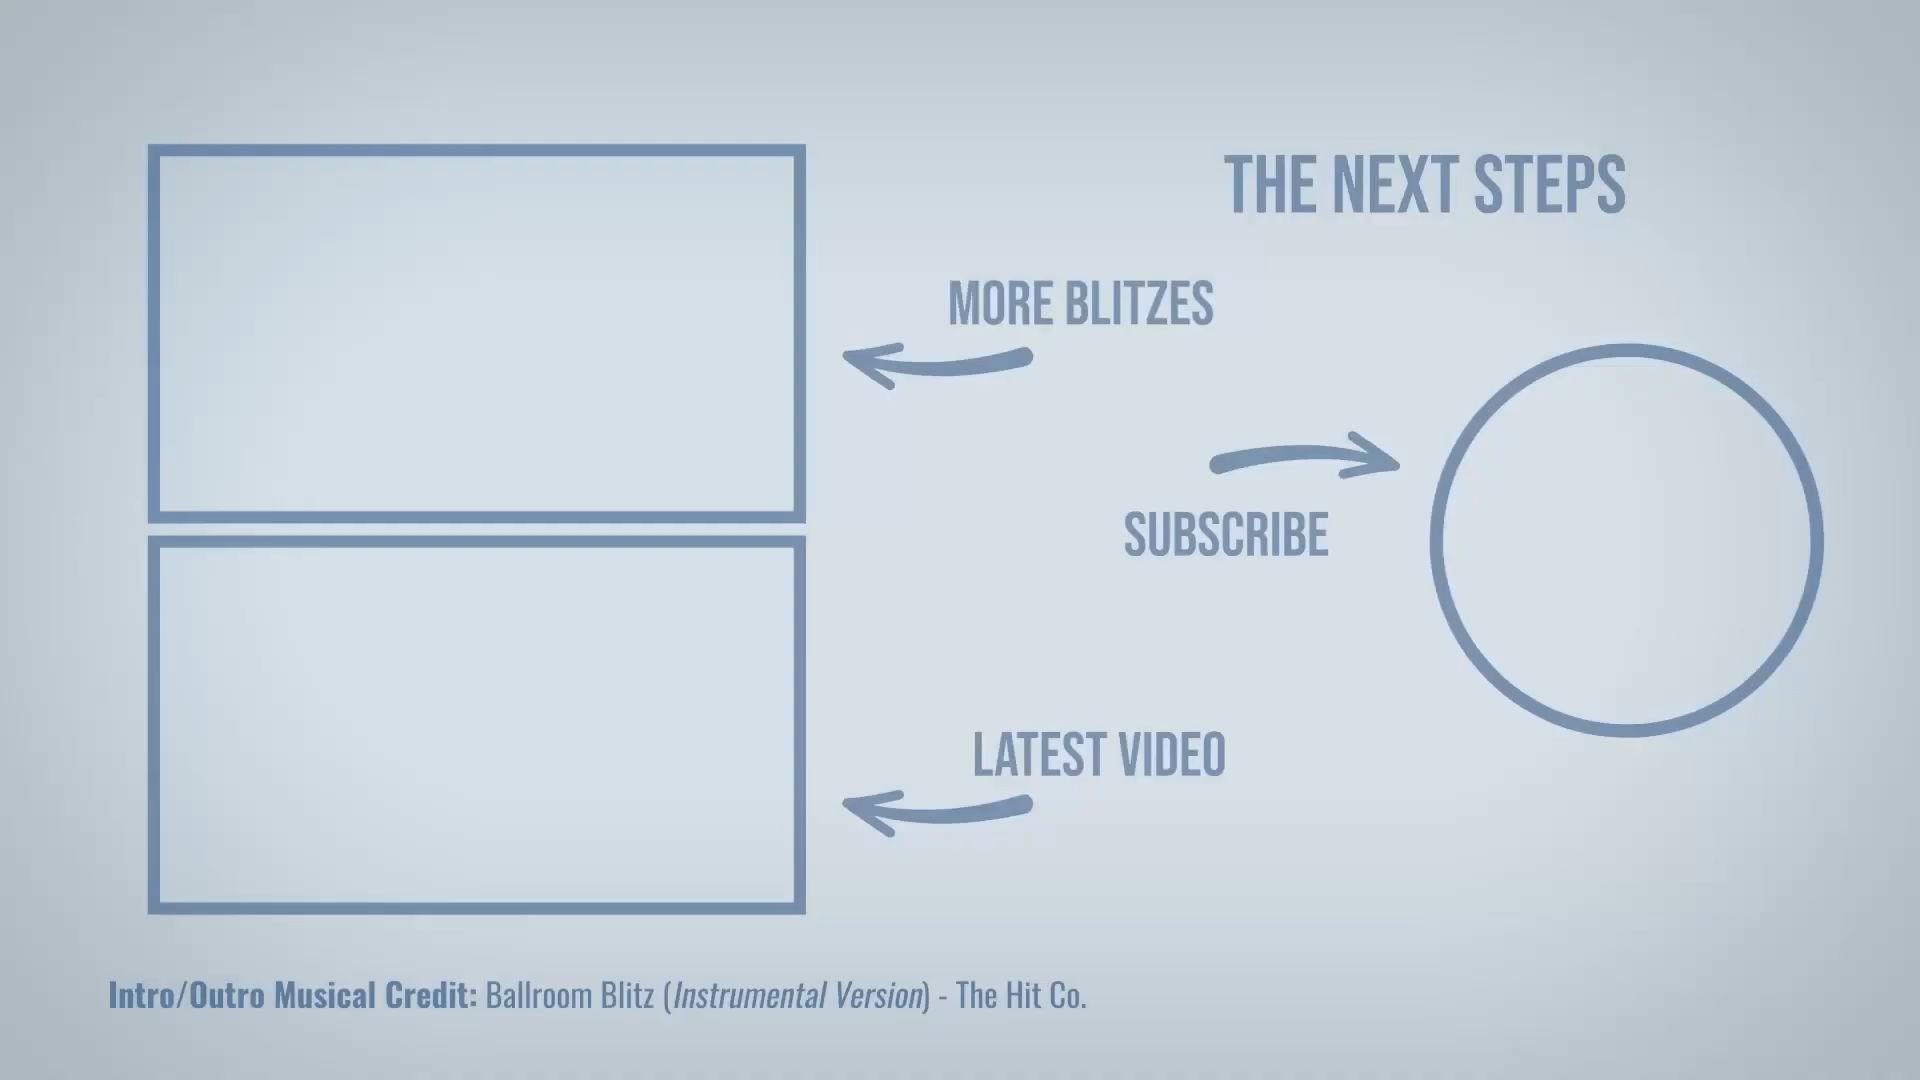 THE NEXT STEPS
MORE BLITZES
SUBSCRIBE
LATEST VIDEO
Intro/Outro Musical Credit: Ballroom Blitz (Instrumental Version) - The Hit Co.